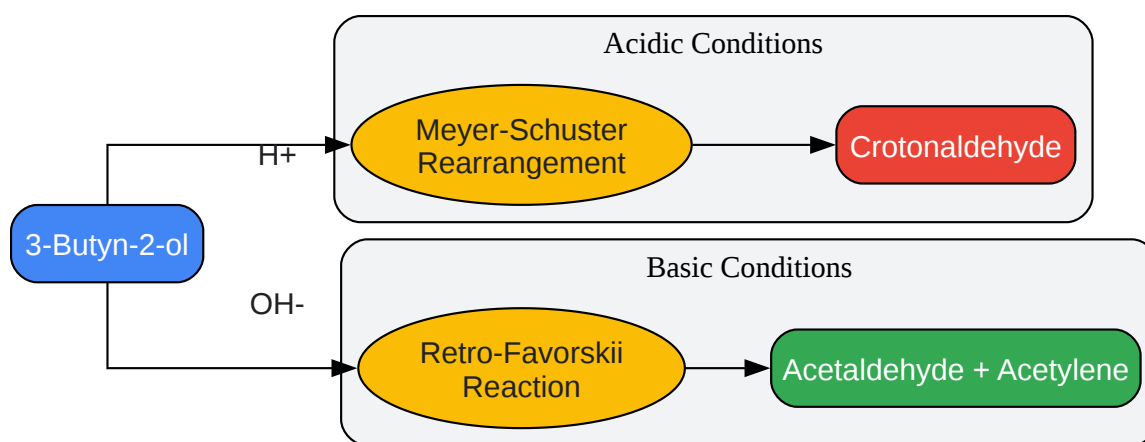 Acidic Conditions
Meyer-Schuster
Rearrangement
Crotonaldehyde
H+
3-Butyn-2-ol
Basic Conditions
OH-
Retro-Favorskii
Reaction
Acetaldehyde + Acetylene